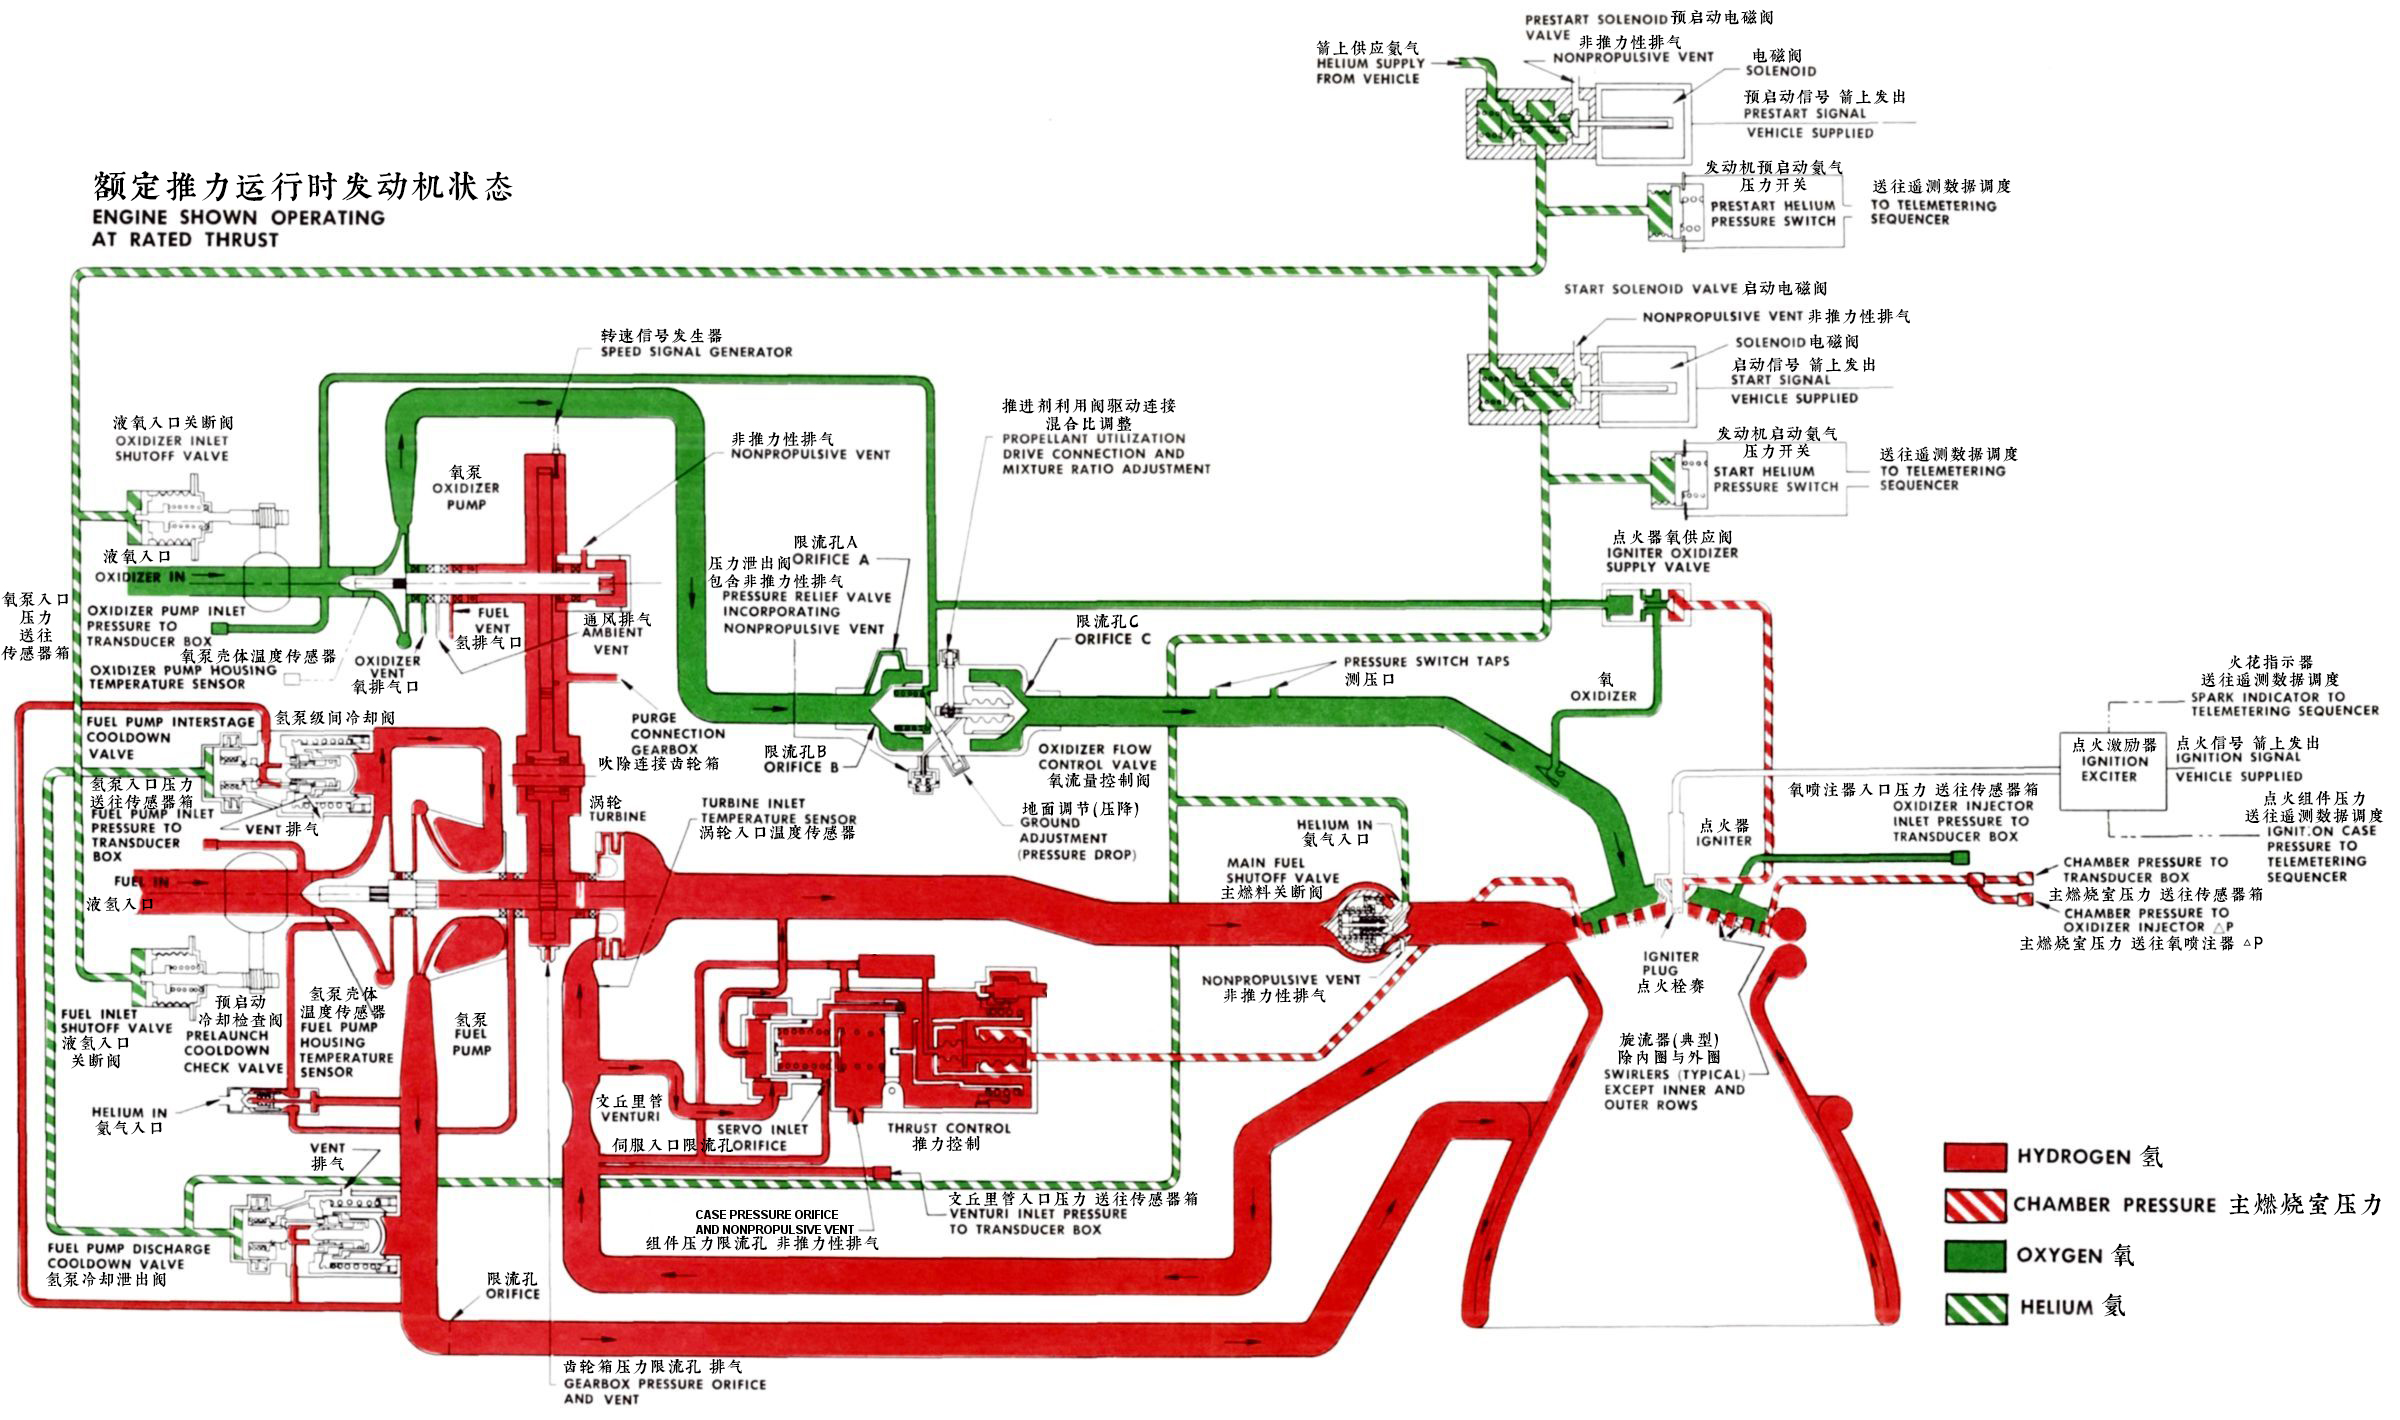 PRESTART SOLENOID 预启动电磁阀
VALVE
非推力性排气
NONPROPULSIVE VENT
箭上供应氦气
HELIUM SUPPLY
FROM VEHICLE
电磁阀
SOLENOID
预启动信号 箭上发出
PRESTART SIGNAL
VEHICLE SUPPLIED
发动机预启动氦气
压力开关
PRESTART HELIUM
PRESSURE SWITCH
送往遥测数据调度
TO TELEMETERING
SEQUENCER
额定推力运行时发动机状态
ENGINE SHOWN OPERATING
AT RATED THRUST
START SOLENOID VALVE 启动电磁阀
NONPROPULSIVE VENT 非推力性排气
SOLENOID 电磁阀
启动信号 箭上发出
START SIGNAL
VEHICLE SUPPLIED
发动机启动氦气
压力开关
START HELIUM
PRESSURE SWITCH
送往遥测数据调度
TO TELEMETERING
SEQUENCER
转速信号发生器
SPEED SIGNAL GENERATOR
液氧入口关断阀
OXIDIZER INLET
SHUTOFF VALVE
氧泵
OXIDIZER
PUMP
非推力性排气
NONPROPULSIVE VENT
推进剂利用阀驱动连接
混合比调整
PROPELLANT UTILIZATION
DRIVE CONNECTION AND
MIXTURE RATIO ADJUSTMENT
点火器氧供应阀
IGNITER OXIDIZER
SUPPLY VALVE
液氧入口
OXIDIZER IN
氧泵入口
压力
送往
传感器箱
OXIDIZER PUMP INLET
PRESSURE TO
TRANSDUCER BOX
氧泵壳体温度传感器
OXIDIZER PUMP HOUSING
TEMPERATURE SENSOR
OXIDIZER
VENT
氧排气口
FUEL
VENT
氢排气口
通风排气
AMBIENT
VENT
限流孔A
ORIFICE A
压力泄出阀
包含非推力性排气
PRESSURE RELIEF VALVE
INCORPORATING
NONPROPULSIVE VENT
限流孔C
ORIFICE C
PRESSURE SWITCH TAPS
测压口
氧
OXIDIZER
火花指示器
送往遥测数据调度
SPARK INDICATOR TO
TELEMETERING SEQUENCER
点火激励器
IGNITION
EXCITER
点火信号 箭上发出
IGNITION SIGNAL
VEHICLE SUPPLIED
点火组件压力
送往遥测数据调度
IGNITION CASE
PRESSURE TO
TELEMETERING
SEQUENCER
FUEL PUMP INTERSTAGE
COOLDOWN
VALVE
氢泵级间冷却阀
PURGE
CONNECTION
GEARBOX
吹除连接齿轮箱
限流孔B
ORIFICE B
OXIDIZER FLOW
CONTROL VALVE
氧流量控制阀
氢泵入口压力
送往传感器箱
FUEL PUMP INLET
PRESSURE TO
TRANSDUCER
BOX
VENT 排气
涡轮
TURBINE
TURBINE INLET
TEMPERATURE SENSOR
涡轮入口温度传感器
地面调节(压降)
GROUND
ADJUSTMENT
(PRESSURE DROP)
HELIUM IN
氦气入口
MAIN FUEL
SHUTOFF VALVE
主燃料关断阀
氧喷注器入口压力 送往传感器箱
OXIDIZER INJECTOR
INLET PRESSURE TO
TRANSDUCER BOX
点火器
IGNITER
CHAMBER PRESSURE TO
TRANSDUCER BOX
主燃烧室压力 送往传感器箱
CHAMBER PRESSURE TO
OXIDIZER INJECTOR △P
主燃烧室压力 送往氧喷注器 △P
FUEL IN
液氢入口
IGNITER
PLUG
点火栓赛
NONPROPULSIVE VENT
非推力性排气
FUEL INLET
SHUTOFF VALVE
液氢入口
关断阀
预启动
冷却检查阀
PRELAUNCH
COOLDOWN
CHECK VALVE
氢泵壳体
温度传感器
FUEL PUMP
HOUSING
TEMPERATURE
SENSOR
氢泵
FUEL
PUMP
旋流器(典型)
除内圈与外圈
SWIRLERS (TYPICAL)
EXCEPT INNER AND
OUTER ROWS
HELIUM IN
氦气入口
文丘里管
VENTURI
SERVO INLET
伺服入口限流孔ORIFICE
THRUST CONTROL
推力控制
VENT
排气
文丘里管入口压力 送往传感器箱
VENTURI INLET PRESSURE
TO TRANSDUCER BOX
CASE PRESSURE ORIFICE
AND NONPROPULSIVE VENT
组件压力限流孔 非推力性排气
FUEL PUMP DISCHARGE
COOLDOWN VALVE
氢泵冷却泄出阀
限流孔
ORIFICE
齿轮箱压力限流孔 排气
GEARBOX PRESSURE ORIFICE
AND VENT
HYDROGEN 氢
CHAMBER PRESSURE 主燃烧室压力
OXYGEN 氧
HELIUM 氦